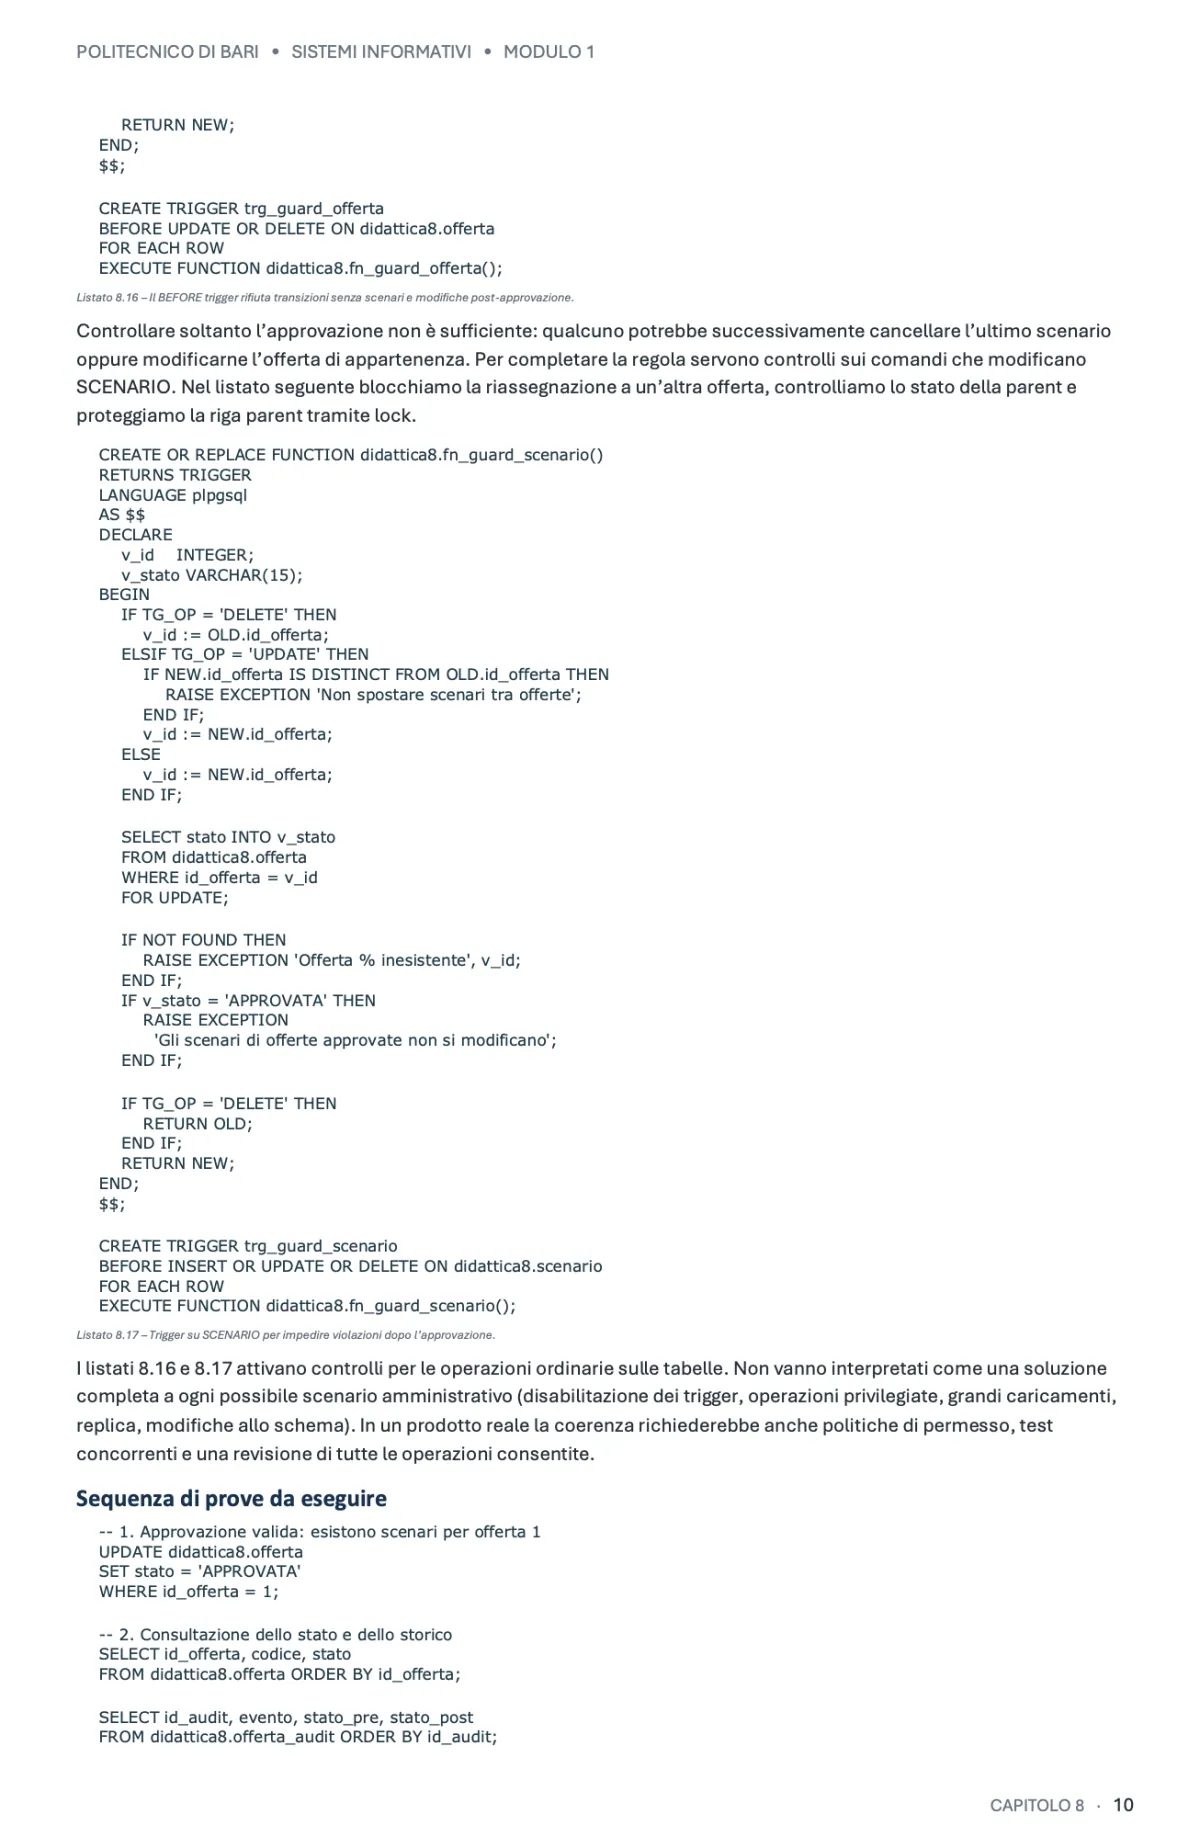 POLITECNICO DI BARI • SISTEMI INFORMATIVI • MODULO 1
RETURN NEW;
END;
$$;
CREATE TRIGGER trg_guard_offerta
BEFORE UPDATE OR DELETE ON didattica8.offerta
FOR EACH ROW
EXECUTE FUNCTION didattica8.fn_guard_offerta();
Listato 8.16 – Il BEFORE trigger rifiuta transizioni senza scenari e modifiche post-approvazione.
Controllare soltanto l’approvazione non è sufficiente: qualcuno potrebbe successivamente cancellare l’ultimo scenario
oppure modificarne l’offerta di appartenenza. Per completare la regola servono controlli sui comandi che modificano
SCENARIO. Nel listato seguente blocchiamo la riassegnazione a un’altra offerta, controlliamo lo stato della parent e
proteggiamo la riga parent tramite lock.
CREATE OR REPLACE FUNCTION didattica8.fn_guard_scenario()
RETURNS TRIGGER
LANGUAGE plpgsql
AS $$
DECLARE
v_id INTEGER;
v_stato VARCHAR(15);
BEGIN
IF TG_OP = 'DELETE' THEN
v_id := OLD.id_offerta;
ELSIF TG_OP = 'UPDATE' THEN
IF NEW.id_offerta IS DISTINCT FROM OLD.id_offerta THEN
RAISE EXCEPTION 'Non spostare scenari tra offerte';
END IF;
v_id := NEW.id_offerta;
ELSE
v_id := NEW.id_offerta;
END IF;
SELECT stato INTO v_stato
FROM didattica8.offerta
WHERE id_offerta = v_id
FOR UPDATE;
IF NOT FOUND THEN
RAISE EXCEPTION 'Offerta % inesistente', v_id;
END IF;
IF v_stato = 'APPROVATA' THEN
RAISE EXCEPTION
'Gli scenari di offerte approvate non si modificano';
END IF;
IF TG_OP = 'DELETE' THEN
RETURN OLD;
END IF;
RETURN NEW;
END;
$$;
CREATE TRIGGER trg_guard_scenario
BEFORE INSERT OR UPDATE OR DELETE ON didattica8.scenario
FOR EACH ROW
EXECUTE FUNCTION didattica8.fn_guard_scenario();
Listato 8.17 – Trigger su SCENARIO per impedire violazioni dopo l’approvazione.
I listati 8.16 e 8.17 attivano controlli per le operazioni ordinarie sulle tabelle. Non vanno interpretati come una soluzione
completa a ogni possibile scenario amministrativo (disabilitazione dei trigger, operazioni privilegiate, grandi caricamenti,
replica, modifiche allo schema). In un prodotto reale la coerenza richiederebbe anche politiche di permesso, test
concorrenti e una revisione di tutte le operazioni consentite.
Sequenza di prove da eseguire
-- 1. Approvazione valida: esistono scenari per offerta 1
UPDATE didattica8.offerta
SET stato = 'APPROVATA'
WHERE id_offerta = 1;
-- 2. Consultazione dello stato e dello storico
SELECT id_offerta, codice, stato
FROM didattica8.offerta ORDER BY id_offerta;
SELECT id_audit, evento, stato_pre, stato_post
FROM didattica8.offerta_audit ORDER BY id_audit;
CAPITOLO 8 · 10